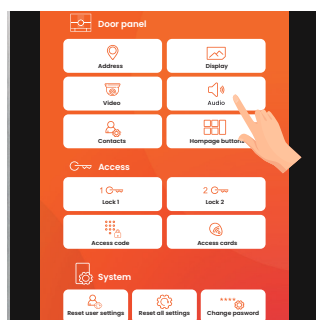 Door panel
Address
Display
Video
Audio
Contacts
Hompage buttons
Access
1
2
Lock 1
Lock 2
Access code
Access cards
System
Reset user settings
Reset all settings
Change pasword